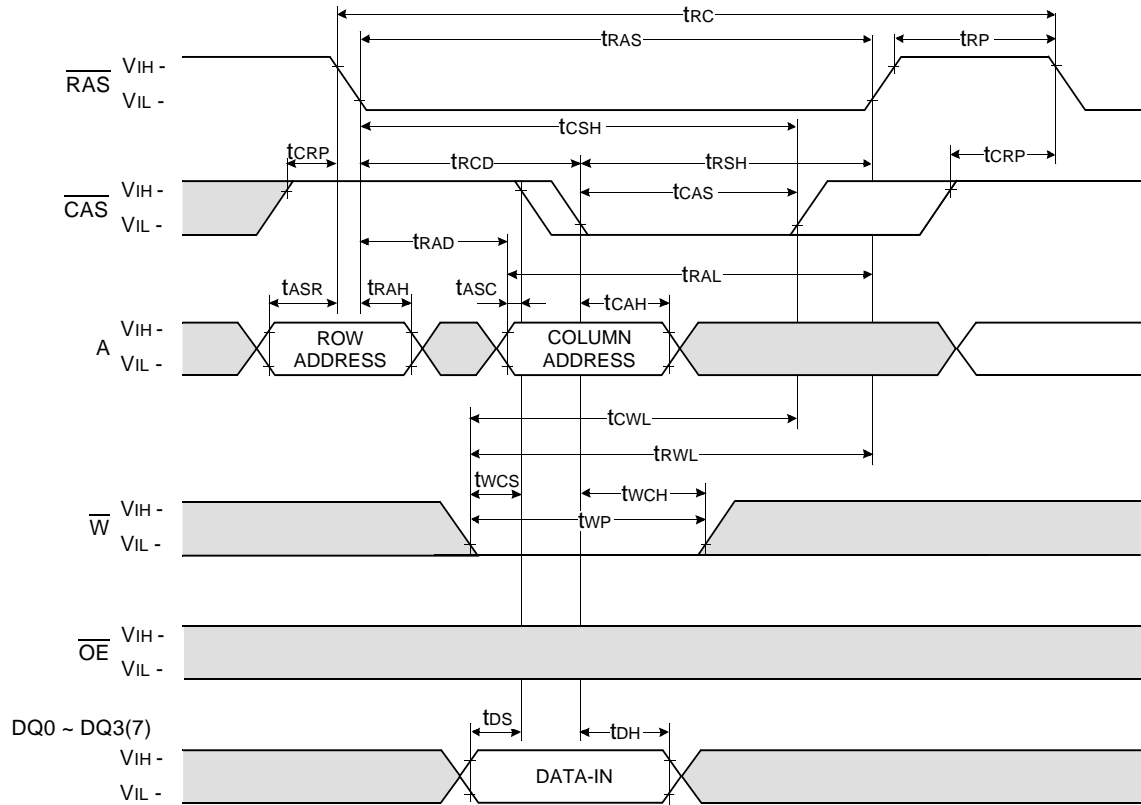 tRC
tRAS
tRP
RAS
VIH -
VIL -
tCSH
tCRP
tRCD
tRSH
tCRP
CAS
VIH -
VIL -
tCAS
tRAD
tRAL
tASR
tRAH
tASC
tCAH
A
VIH -
VIL -
ROW
ADDRESS
COLUMN
ADDRESS
tCWL
tRWL
tWCS
tWCH
W
VIH -
VIL -
tWP
OE
VIH -
VIL -
DQ0 ~ DQ3(7)
tDS
tDH
VIH -
VIL -
DATA-IN